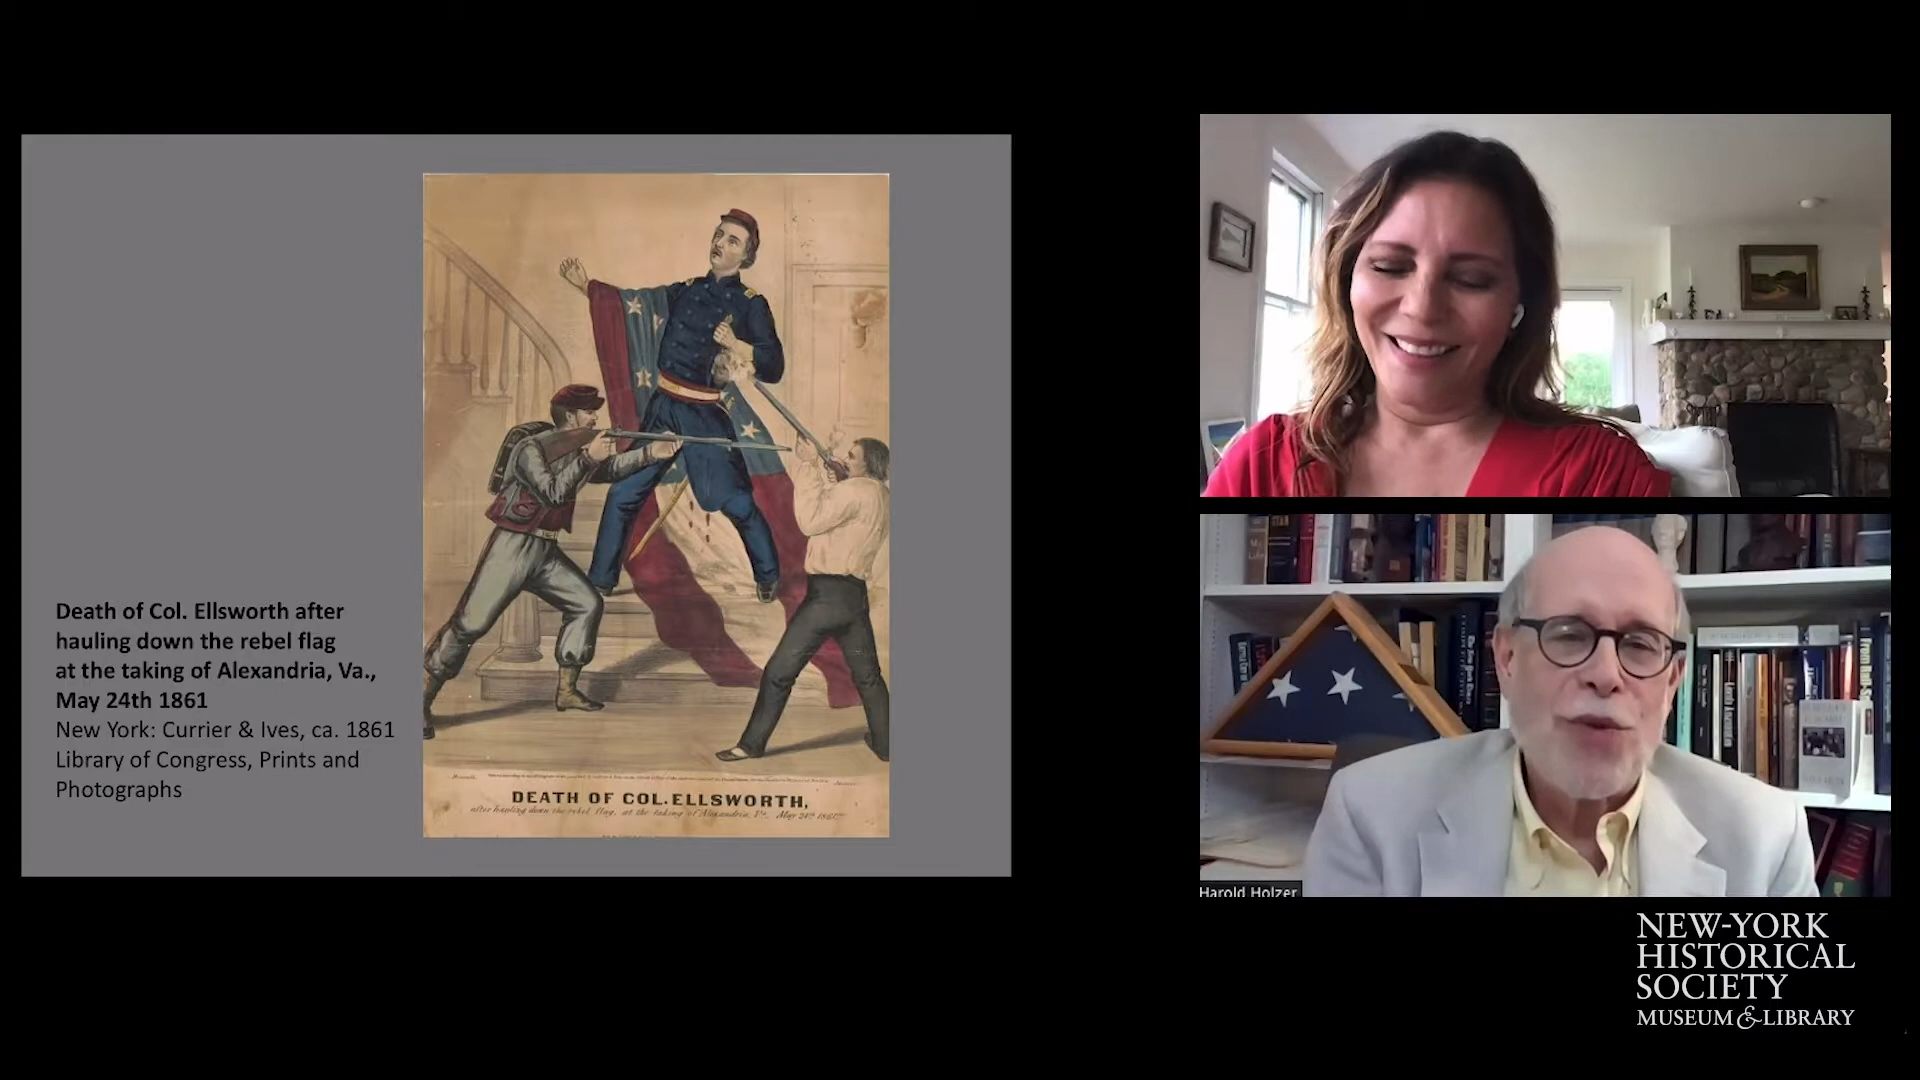 Death of Col. Ellsworth after
hauling down the rebel flag
at the taking of Alexandria, Va.,
May 24th 1861
New York: Currier & Ives, ca. 1861
Library of Congress, Prints and
Photographs
DEATH OF COL. ELLSWORTH,
after hauling down the rebel flag, at the taking of Alexandria, Va. May 24th 1861
Harold Holzer
NEW-YORK
HISTORICAL
SOCIETY
MUSEUM & LIBRARY